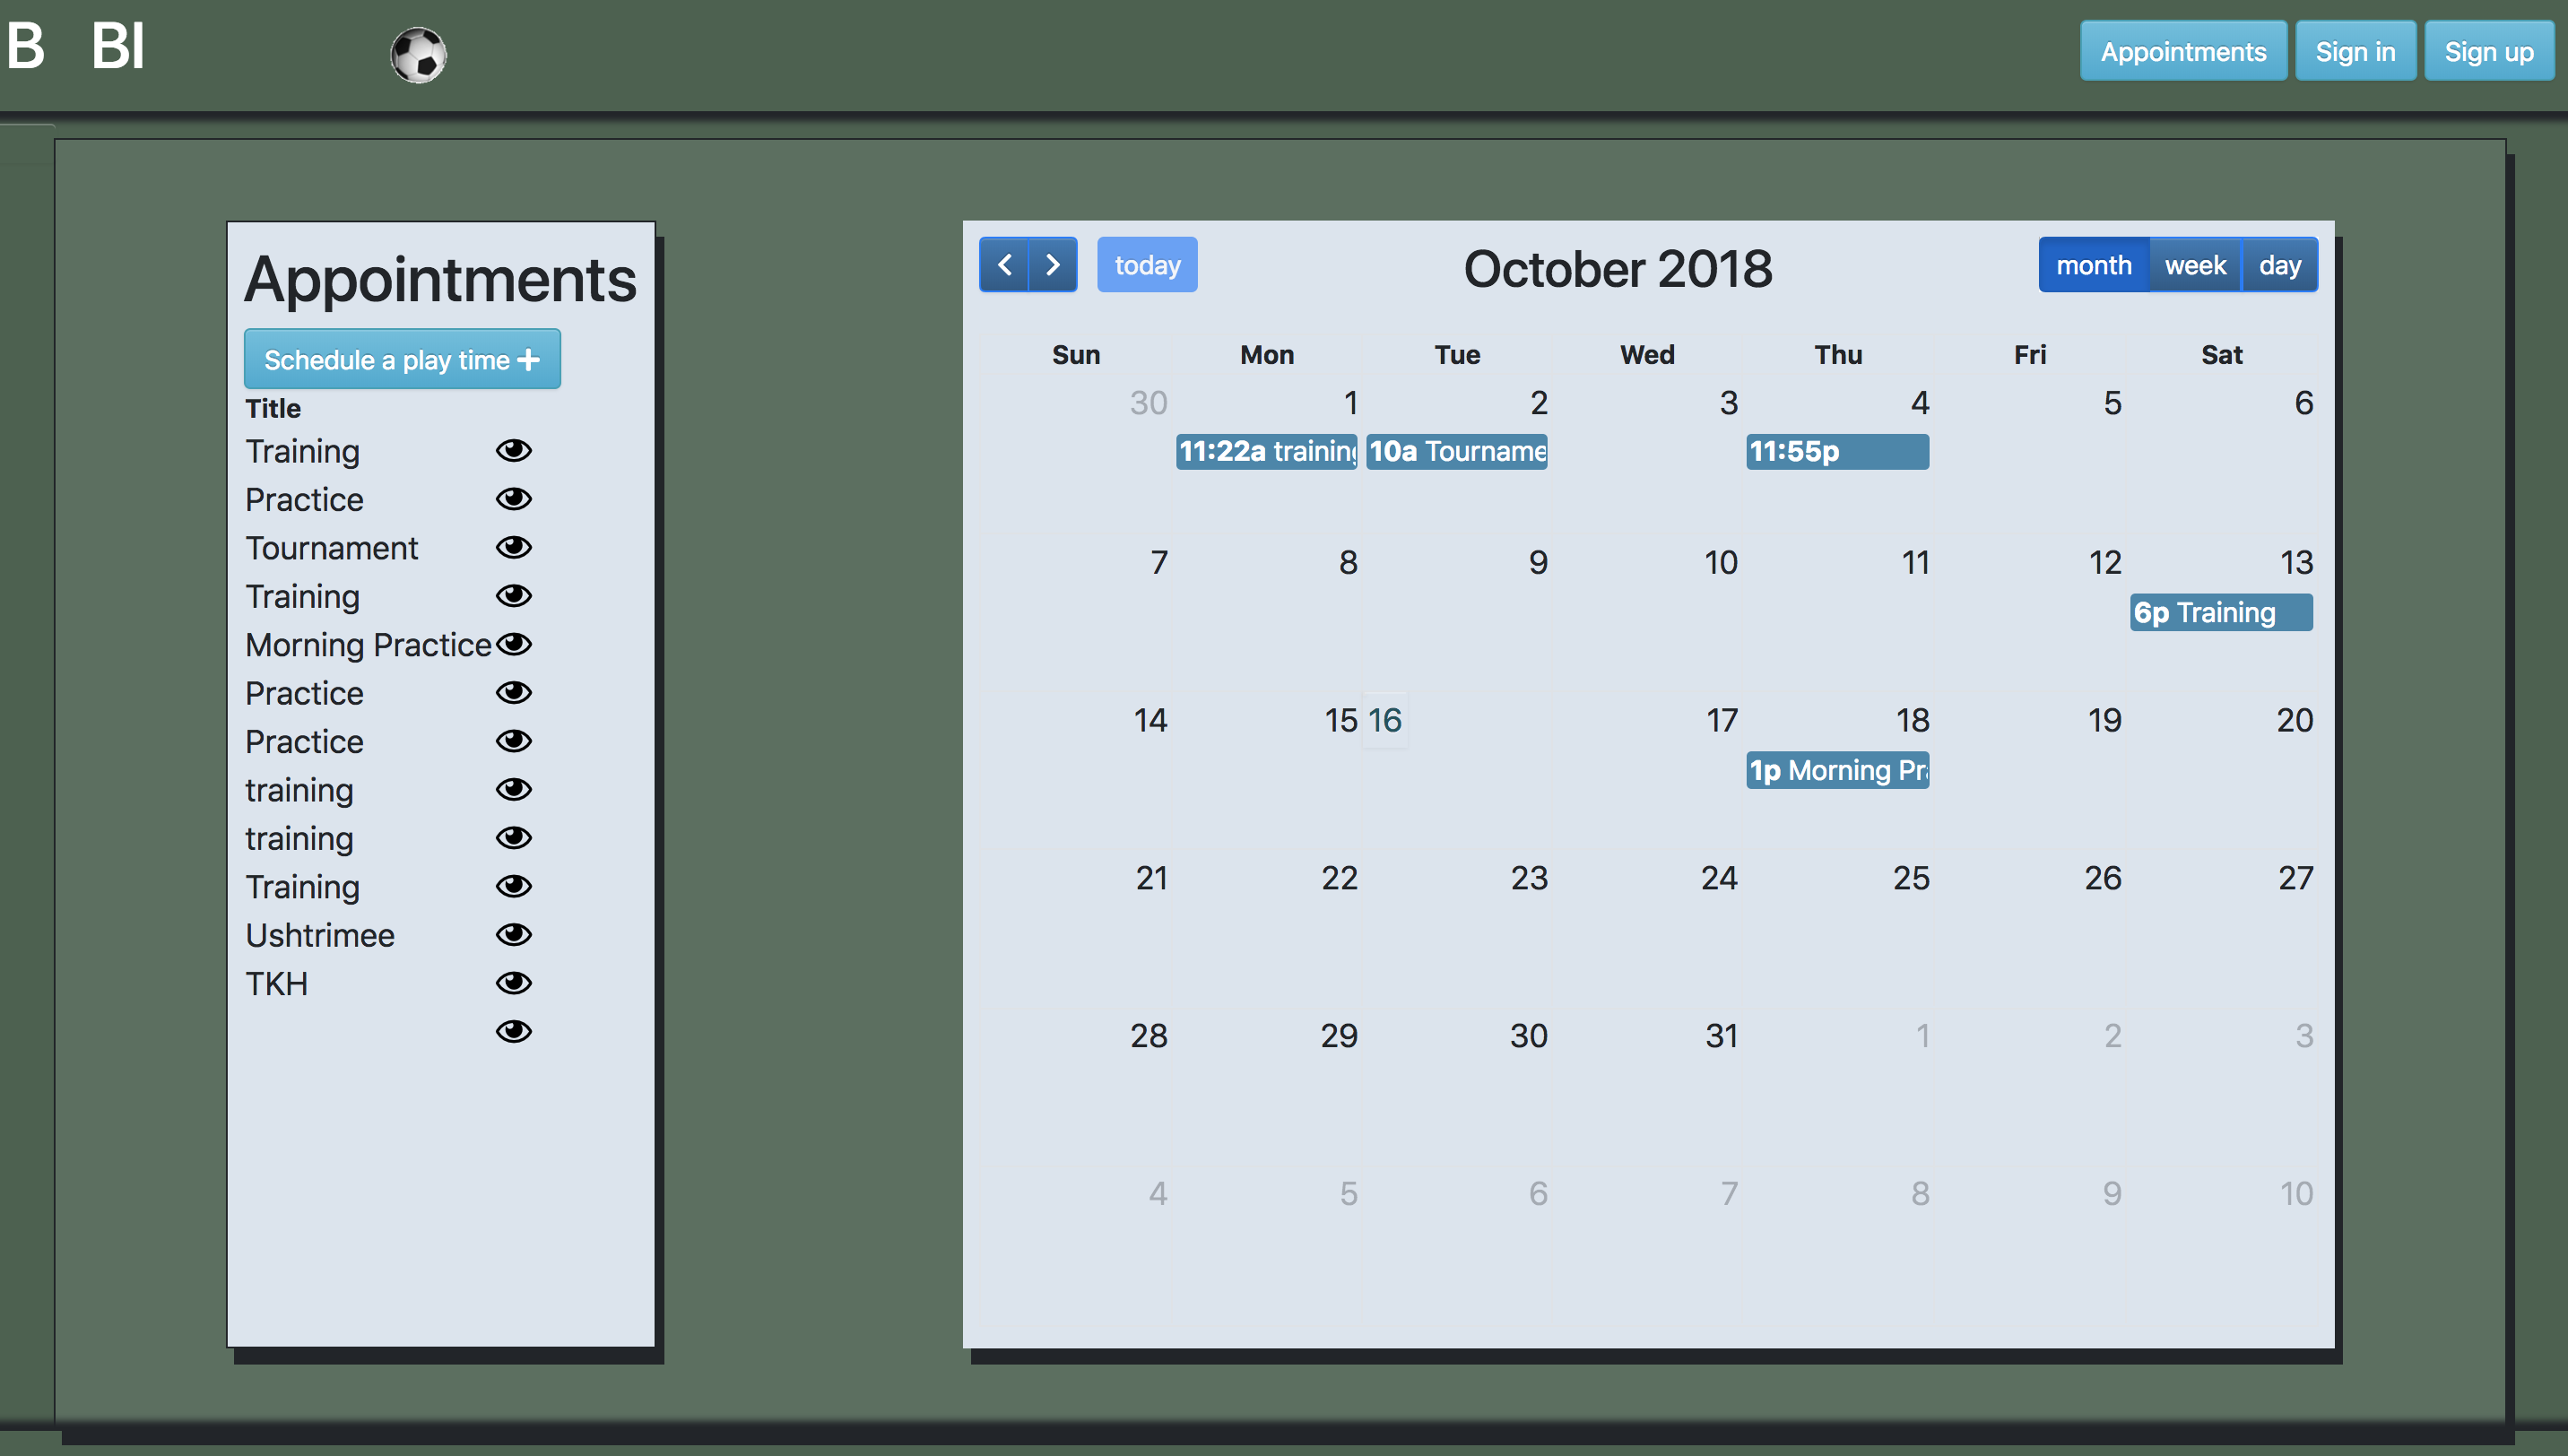 B BI
Appointments Sign in Sign up
Appointments
Schedule a play time
Title
Training
Practice
Tournament
Training
Morning Practice
Practice
Practice
training
training
Training
Ushtrimee
TKH
today October 2018 month week day
Sun Mon Tue Wed Thu Fri Sat
30 1 2 3 4 5 6
11:22a training 10a Tourname 11:55p
7 8 9 10 11 12 13
6p Training
14 15 16 17 18 19 20
1p Morning Pr
21 22 23 24 25 26 27
28 29 30 31 1 2 3
4 5 6 7 8 9 10